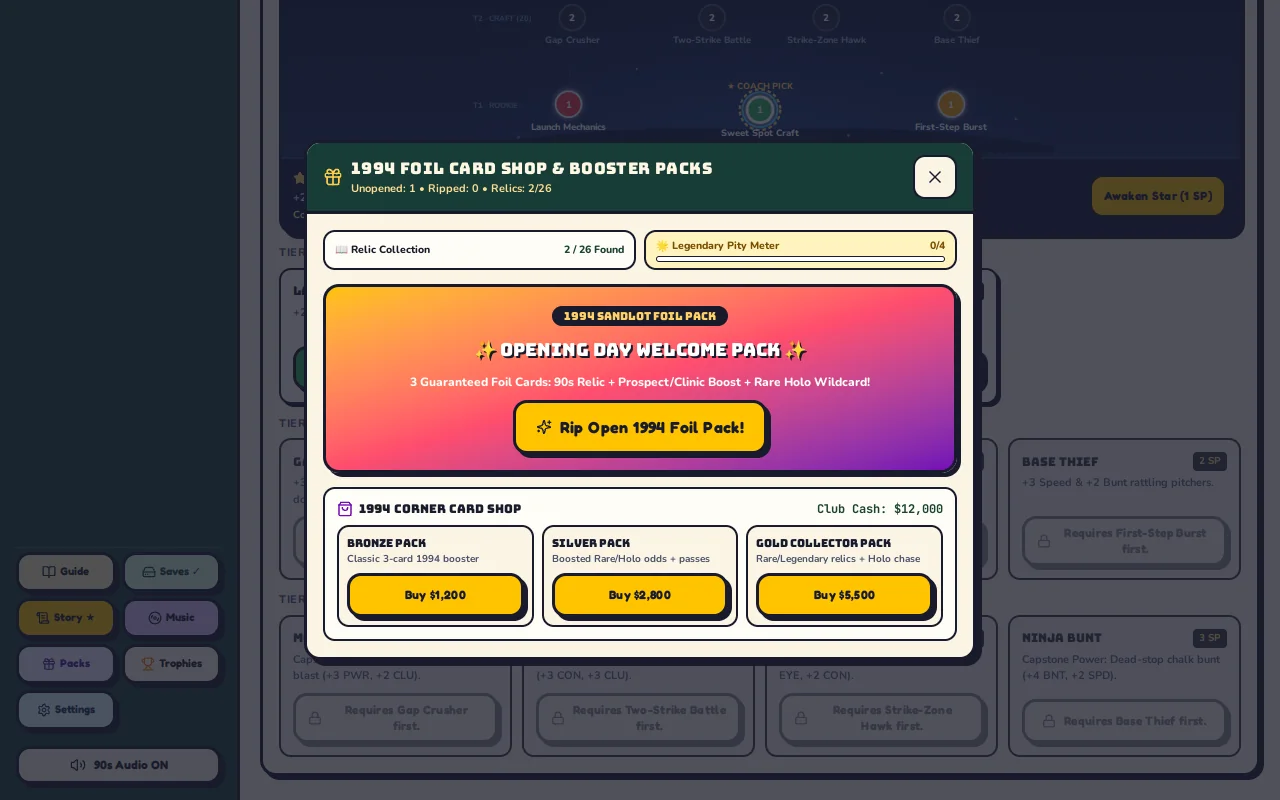 T2 · CRAFT (2U)
2
2
2
2
Gap Crusher
Two-Strike Battle
Strike-Zone Hawk
Base Thief
★ COACH PICK
T1 · ROOKIE
1
1
1
Launch Mechanics
Sweet Spot Craft
First-Step Burst
1994 FOIL CARD SHOP & BOOSTER PACKS
Unopened: 1 • Ripped: 0 • Relics: 2/26
Awaken Star (1 SP)
📖 Relic Collection
2 / 26 Found
🌟 Legendary Pity Meter
0/4
1994 SANDLOT FOIL PACK
✨ OPENING DAY WELCOME PACK ✨
3 Guaranteed Foil Cards: 90s Relic + Prospect/Clinic Boost + Rare Holo Wildcard!
Rip Open 1994 Foil Pack!
1994 CORNER CARD SHOP
Club Cash: $12,000
BRONZE PACK
Classic 3-card 1994 booster
Buy $1,200
SILVER PACK
Boosted Rare/Holo odds + passes
Buy $2,800
GOLD COLLECTOR PACK
Rare/Legendary relics + Holo chase
Buy $5,500
BASE THIEF
2 SP
+3 Speed & +2 Bunt rattling pitchers.
Requires First-Step Burst
first.
blast (+3 PWR, +2 CLU).
Requires Gap Crusher
first.
(+3 CON, +3 CLU).
Requires Two-Strike Battle
first.
EYE, +2 CON).
Requires Strike-Zone
Hawk first.
NINJA BUNT
3 SP
Capstone Power: Dead-stop chalk bunt
(+4 BNT, +2 SPD).
Requires Base Thief first.
Guide
Saves ✓
Story ★
Music
Packs
Trophies
Settings
90s Audio ON